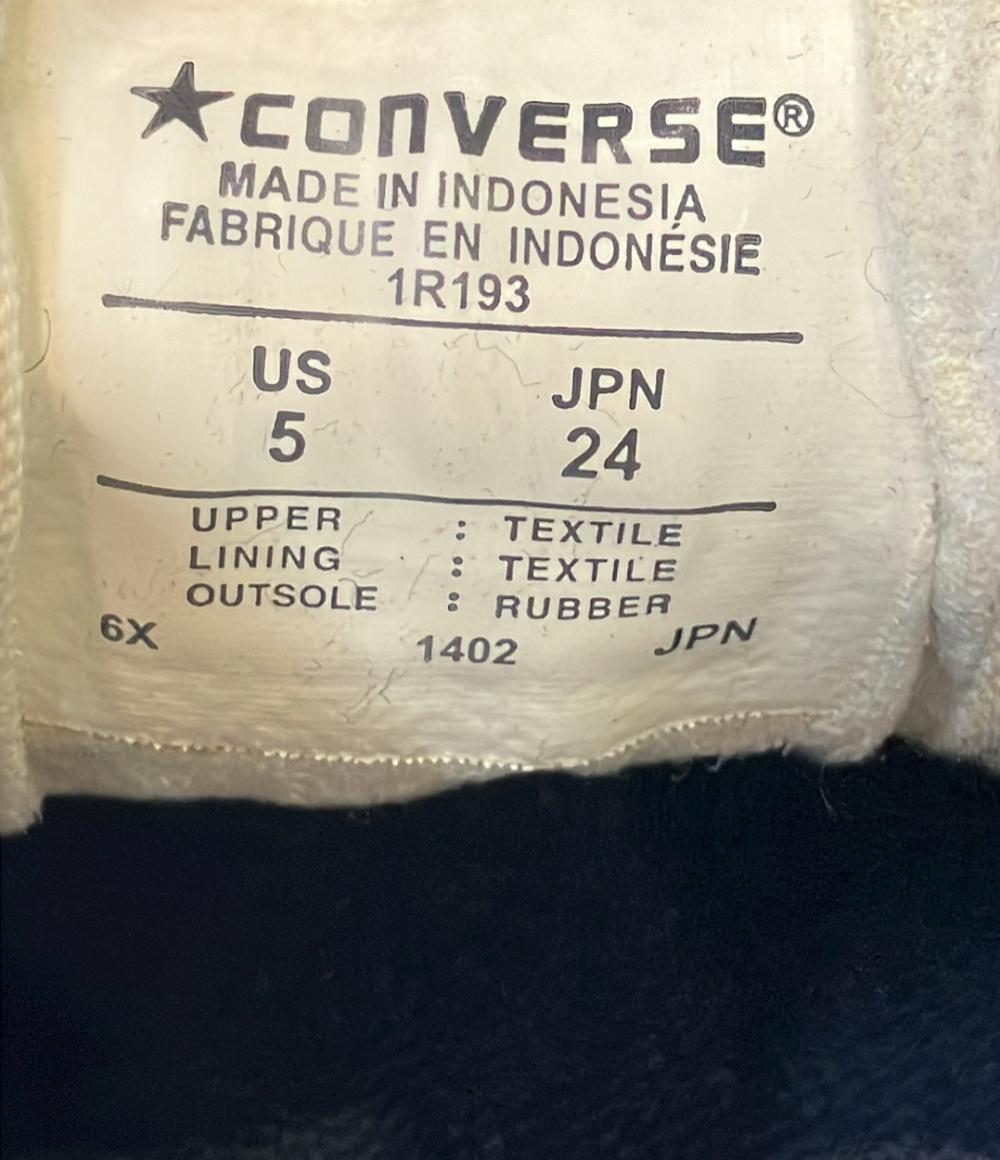 ★CONVERSE®
MADE IN INDONESIA
FABRIQUE EN INDONÉSIE
1R193
US JPN
5 24
UPPER : TEXTILE
LINING : TEXTILE
OUTSOLE : RUBBER
6X 1402 JPN